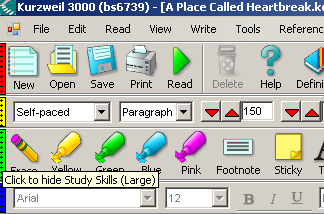 Kurzweil 3000 (bs6739) - [A Place Called Heartbreak.ke
File Edit View Write Tools Reference
New Open Save Print Read Delete Help Defini
Self-paced Paragraph 150
Erase Yellow Green Blue Pink Footnote Sticky T
Click to hide Study Skills (Large)
Arial 12 B I U